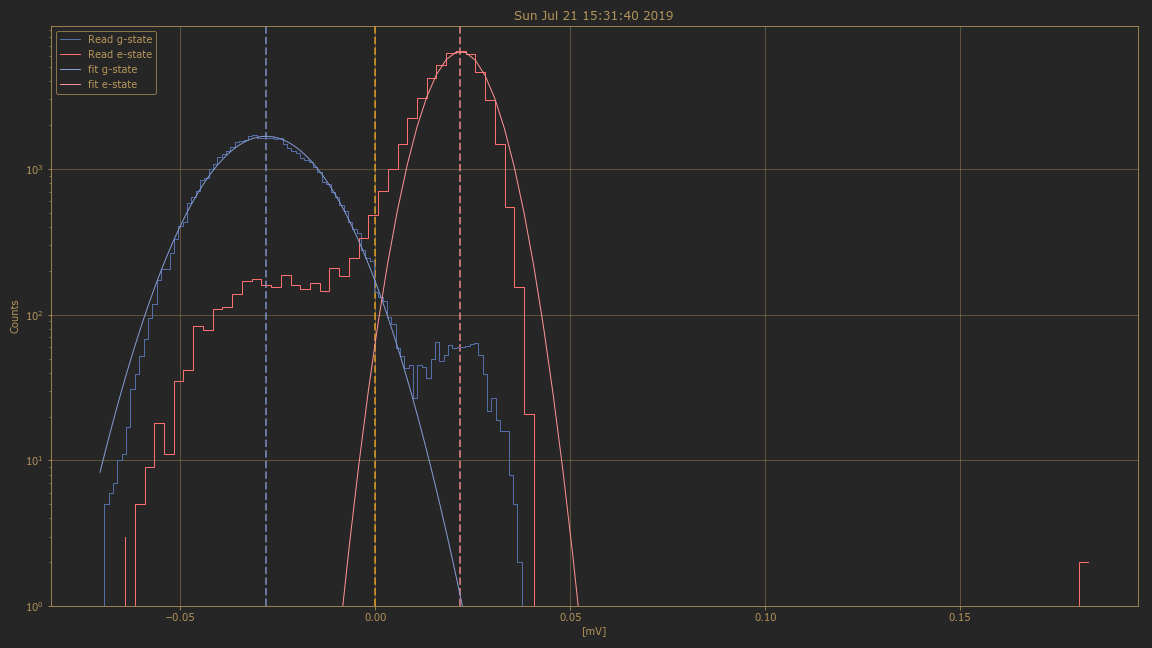 Sun Jul 21 15:31:40 2019
Read g-state
Read e-state
fit g-state
fit e-state
Counts
10³
10²
10¹
10⁰
−0.05
0.00
0.05
0.10
0.15
[mV]